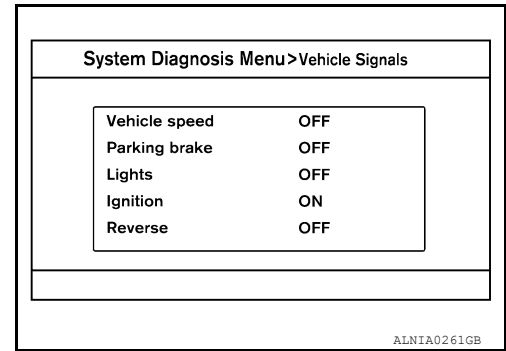 System Diagnosis Menu>Vehicle Signals
Vehicle speed OFF
Parking brake OFF
Lights OFF
Ignition ON
Reverse OFF
ALNIA0261GB